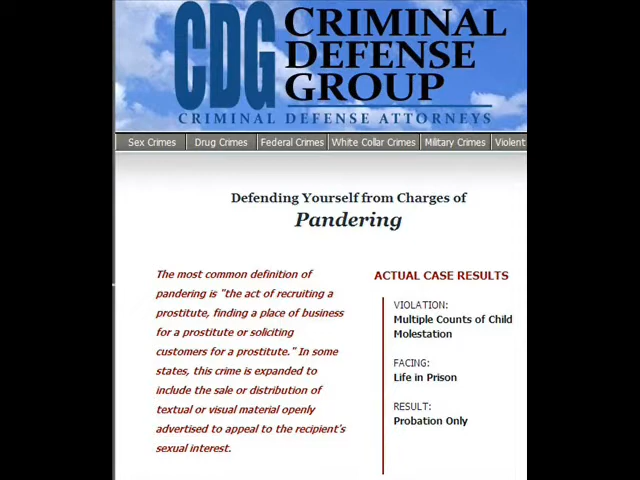 CDG CRIMINAL
DEFENSE
GROUP
CRIMINAL DEFENSE ATTORNEYS
Sex Crimes Drug Crimes Federal Crimes White Collar Crimes Military Crimes Violent
Defending Yourself from Charges of
Pandering
The most common definition of
pandering is "the act of recruiting a
prostitute, finding a place of business
for a prostitute or soliciting
customers for a prostitute." In some
states, this crime is expanded to
include the sale or distribution of
textual or visual material openly
advertised to appeal to the recipient's
sexual interest.
ACTUAL CASE RESULTS
VIOLATION:
Multiple Counts of Child
Molestation
FACING:
Life in Prison
RESULT:
Probation Only